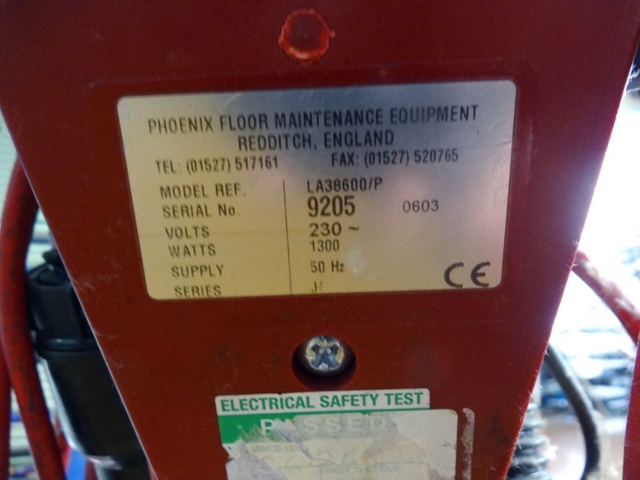 PHOENIX FLOOR MAINTENANCE EQUIPMENT
REDDITCH, ENGLAND
TEL: (01527) 517161 FAX: (01527) 520765
MODEL REF. LA38600/P
SERIAL No. 9205 0603
VOLTS 230 ~
WATTS 1300
SUPPLY 50 Hz
SERIES
CE
ELECTRICAL SAFETY TEST
PASSED